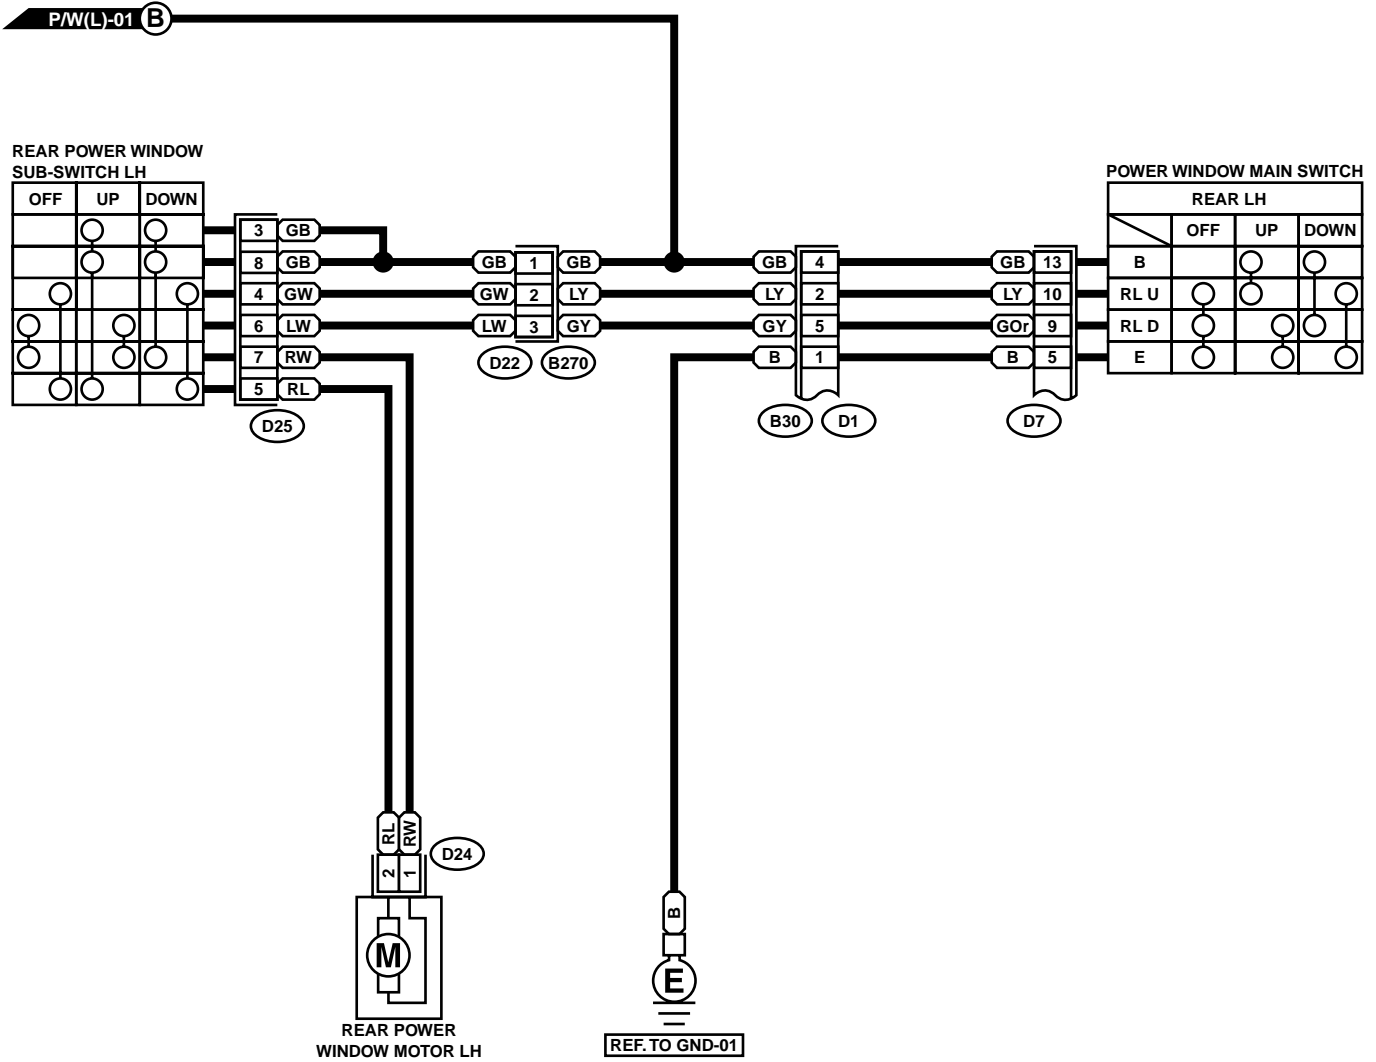 P/W(L)-01 B
REAR POWER WINDOW
SUB-SWITCH LH
OFF UP DOWN
3 GB
8 GB
4 GW
6 LW
7 RW
5 RL
D25
GB 1 GB
GW 2 LY
LW 3 GY
D22 B270
GB 4
LY 2
GY 5
B 1
B30 D1
GB 13
LY 10
GOr 9
B 5
D7
POWER WINDOW MAIN SWITCH
REAR LH
OFF UP DOWN
B
RL U
RL D
E
RL RW
2 1
D24
M
REAR POWER
WINDOW MOTOR LH
B
E
REF. TO GND-01